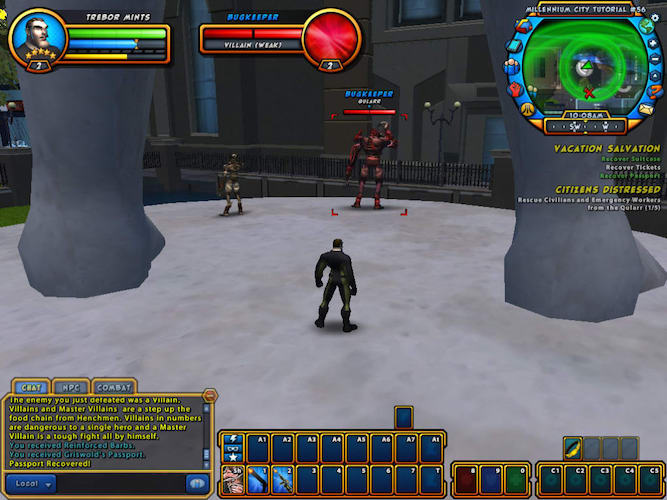 TREBOR MINTS
2
BUGKEEPER
VILLAIN (WEAK)
2
MILLENNIUM CITY TUTORIAL #56
10:08AM
SW W
BUGKEEPER
QULARR
VACATION SALVATION
Recover Suitcase
Recover Tickets
Recover Passport
CITIZENS DISTRESSED
Rescue Civilians and Emergency Workers
from the Qularr (1/5)
CHAT NPC COMBAT
The enemy you just defeated was a Villain.
Villains and Master Villains are a step up the
food chain from Henchmen. Villains in numbers
are dangerous to a single hero and a Master
Villain is a tough fight all by himself.
You received Reinforced Barbs.
You received Griswold's Passport.
Passport Recovered!
Local
A1 A2 A3 A4 A5 A6 A7
1 2 3 4 5 6 7 T
8 9 0
C1 C2 C3 C4 C5